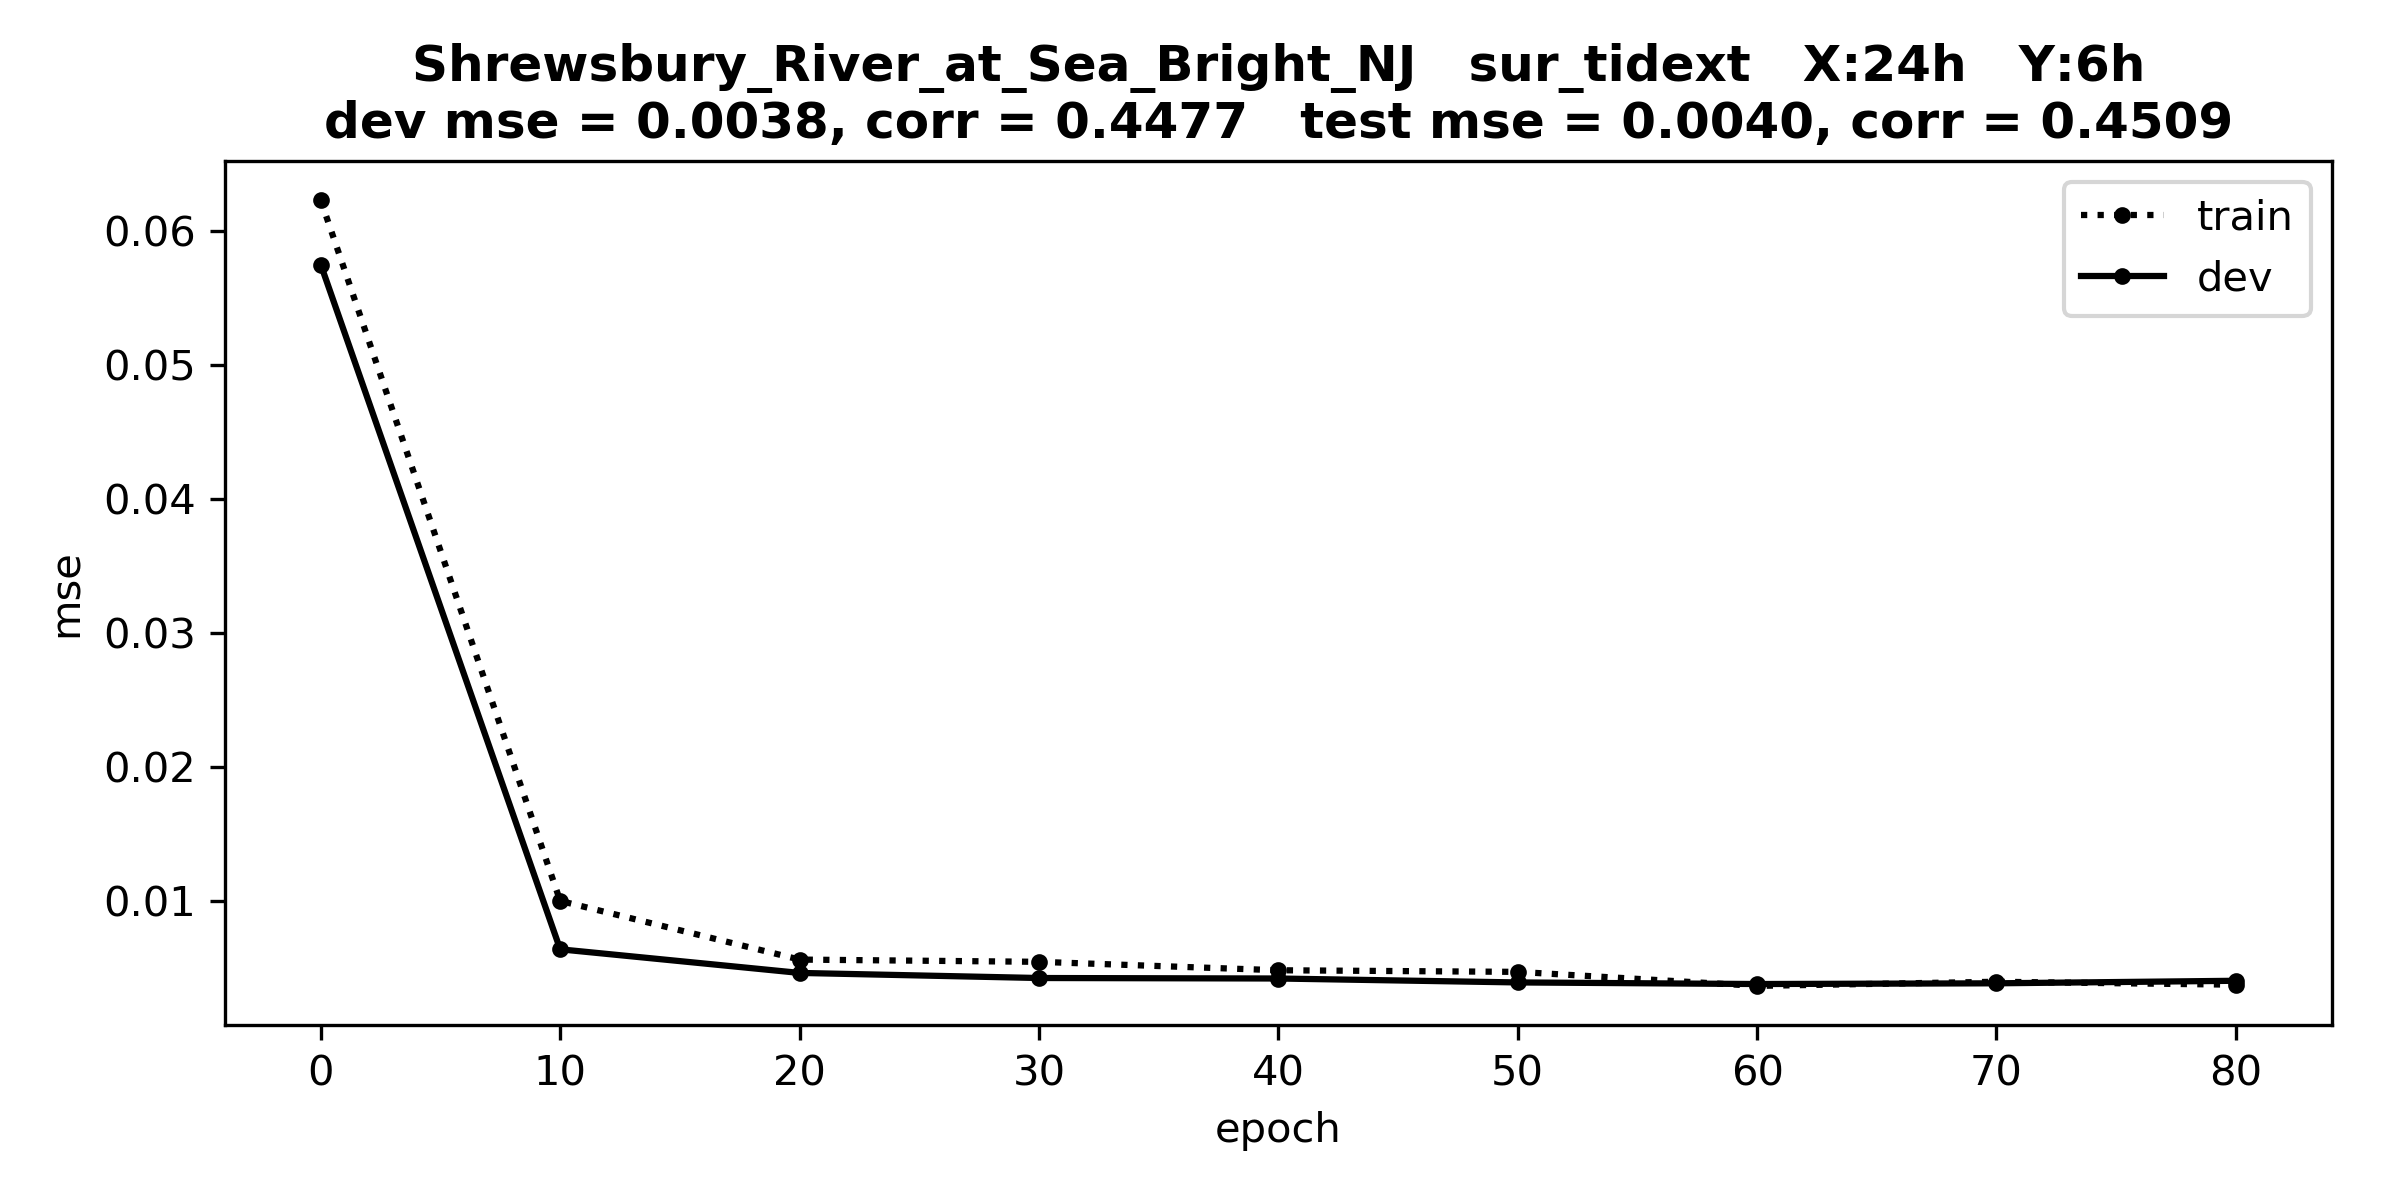 Shrewsbury_River_at_Sea_Bright_NJ   sur_tidext   X:24h   Y:6h
dev mse = 0.0038, corr = 0.4477   test mse = 0.0040, corr = 0.4509
train
dev
0.06
0.05
0.04
0.03
0.02
0.01
mse
0 10 20 30 40 50 60 70 80
epoch